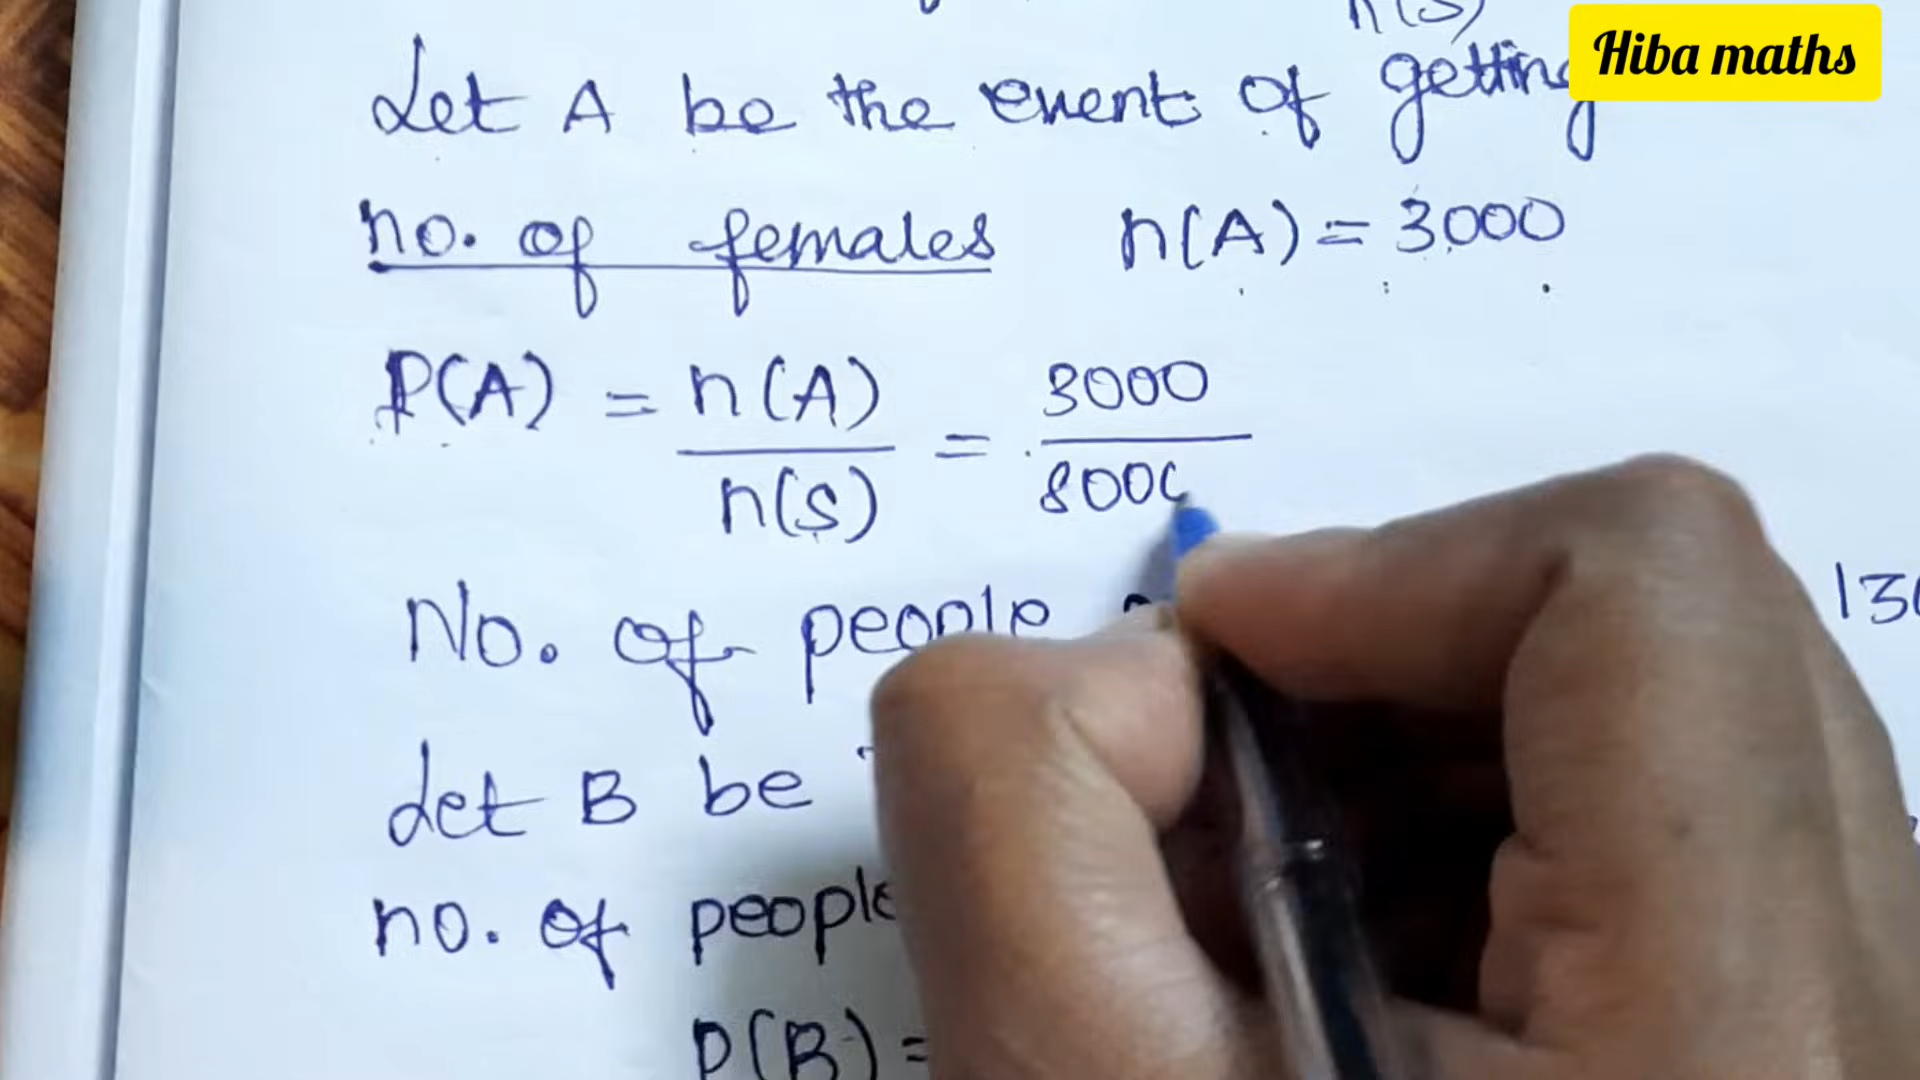 n(S)
Hiba maths
Let A be the event of getting
no. of females n(A) = 3000
P(A) = n(A) / n(S) = 3000 / 8000
No. of people
Let B be
no. of people
P(B) =